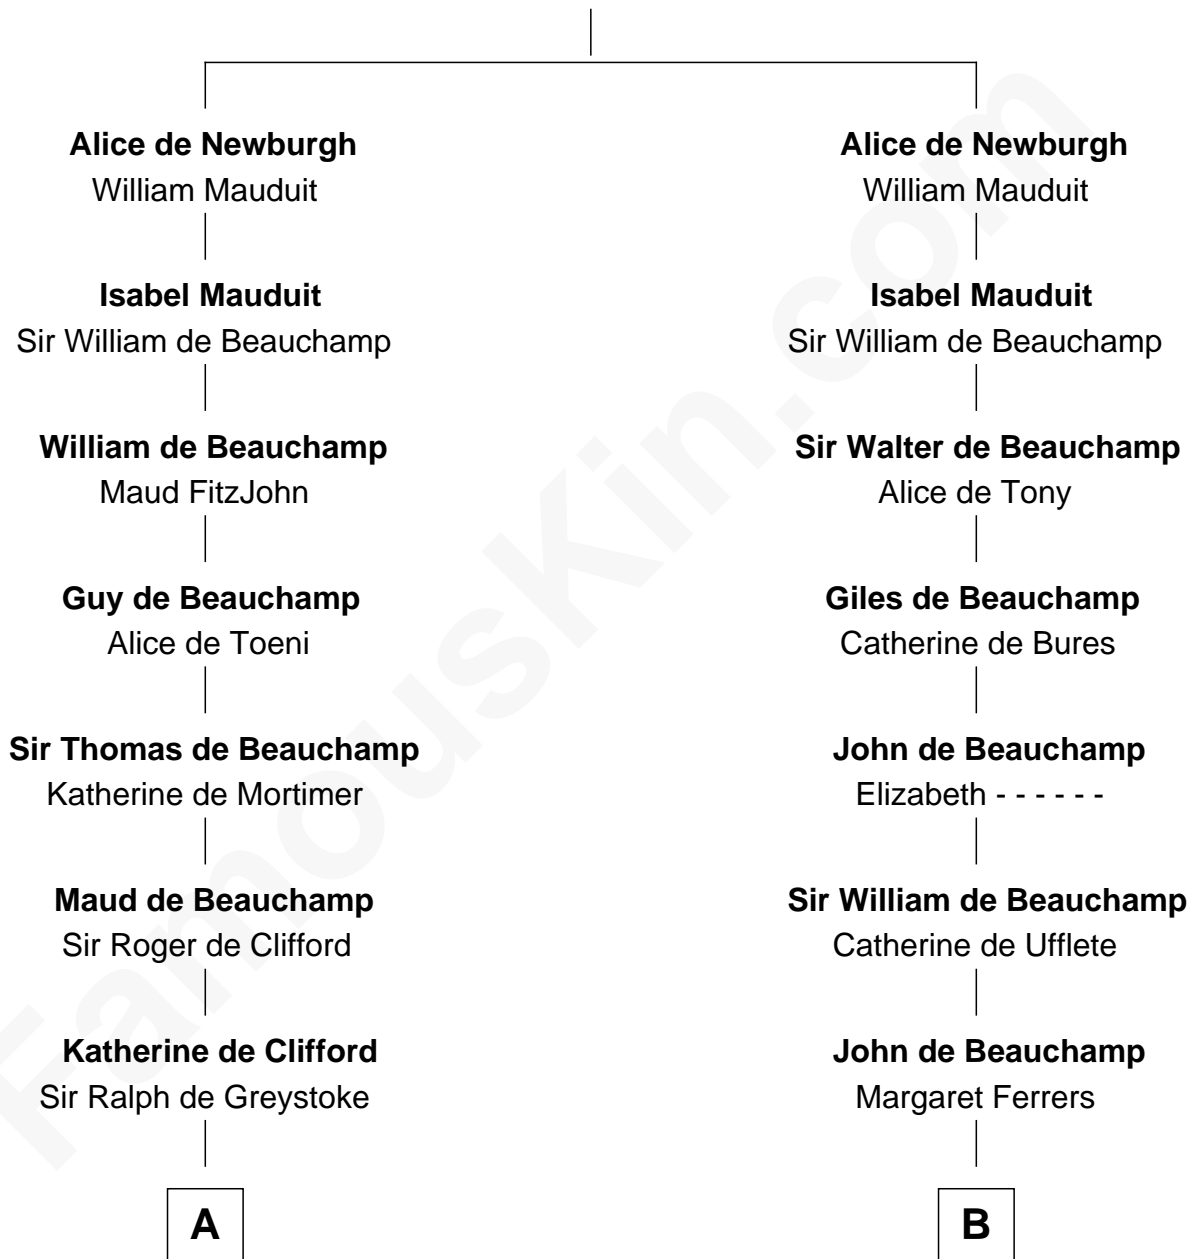 Alice de Newburgh
William Mauduit
Isabel Mauduit
Sir William de Beauchamp
William de Beauchamp
Maud FitzJohn
Guy de Beauchamp
Alice de Toeni
Sir Thomas de Beauchamp
Katherine de Mortimer
Maud de Beauchamp
Sir Roger de Clifford
Katherine de Clifford
Sir Ralph de Greystoke
A
Alice de Newburgh
William Mauduit
Isabel Mauduit
Sir William de Beauchamp
Sir Walter de Beauchamp
Alice de Tony
Giles de Beauchamp
Catherine de Bures
John de Beauchamp
Elizabeth - - - - - -
Sir William de Beauchamp
Catherine de Ufflete
John de Beauchamp
Margaret Ferrers
B
FamousKin.com